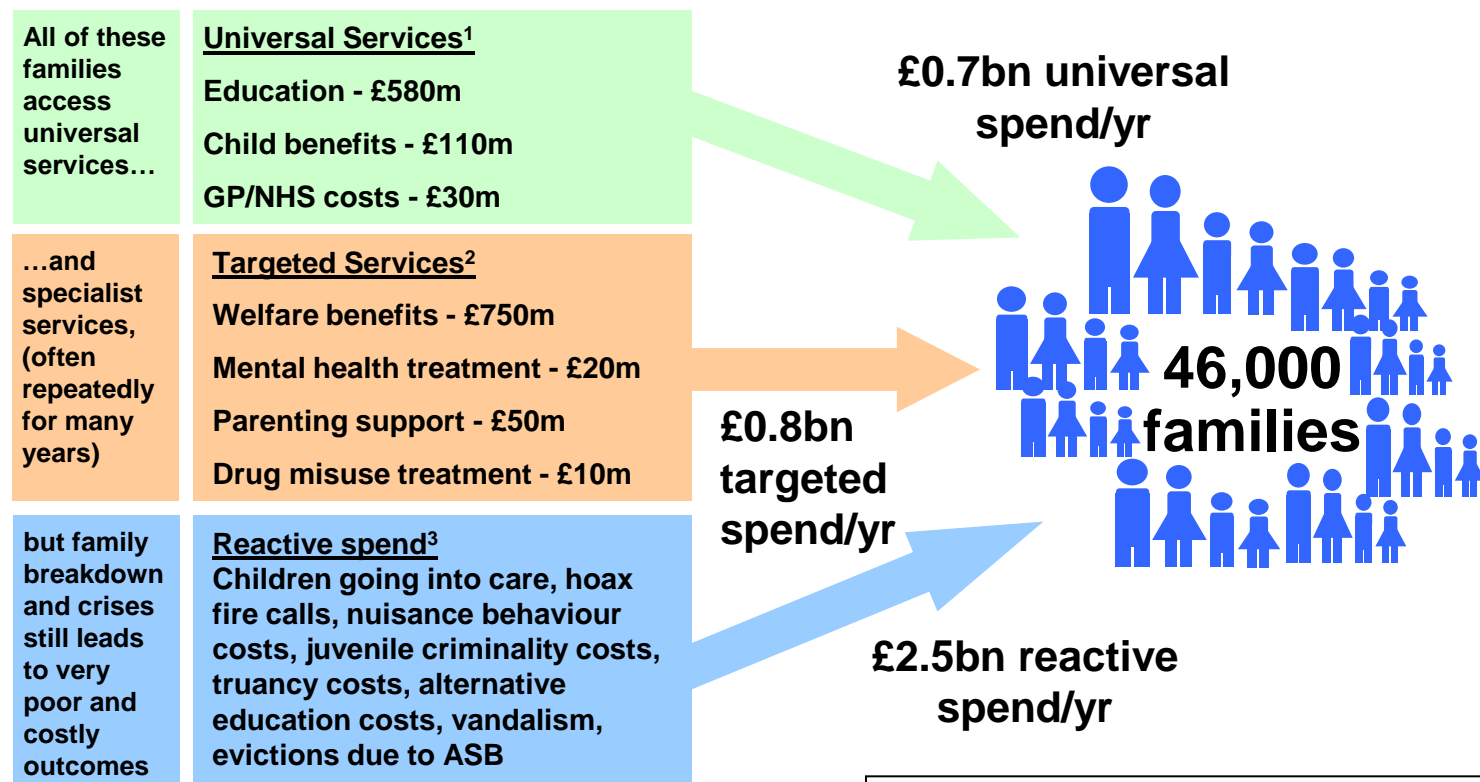 All of these
families
access
universal
services…
Universal Services1
Education - £580m
Child benefits - £110m
GP/NHS costs - £30m
…and
specialist
services,
(often
repeatedly
for many
years)
Targeted Services2
Welfare benefits - £750m
Mental health treatment - £20m
Parenting support - £50m
Drug misuse treatment - £10m
but family
breakdown
and crises
still leads
to very
poor and
costly
outcomes
Reactive spend3
Children going into care, hoax
fire calls, nuisance behaviour
costs, juvenile criminality costs,
truancy costs, alternative
education costs, vandalism,
evictions due to ASB
£0.7bn universal
spend/yr
£0.8bn
targeted
spend/yr
£2.5bn reactive
spend/yr
46,000
families